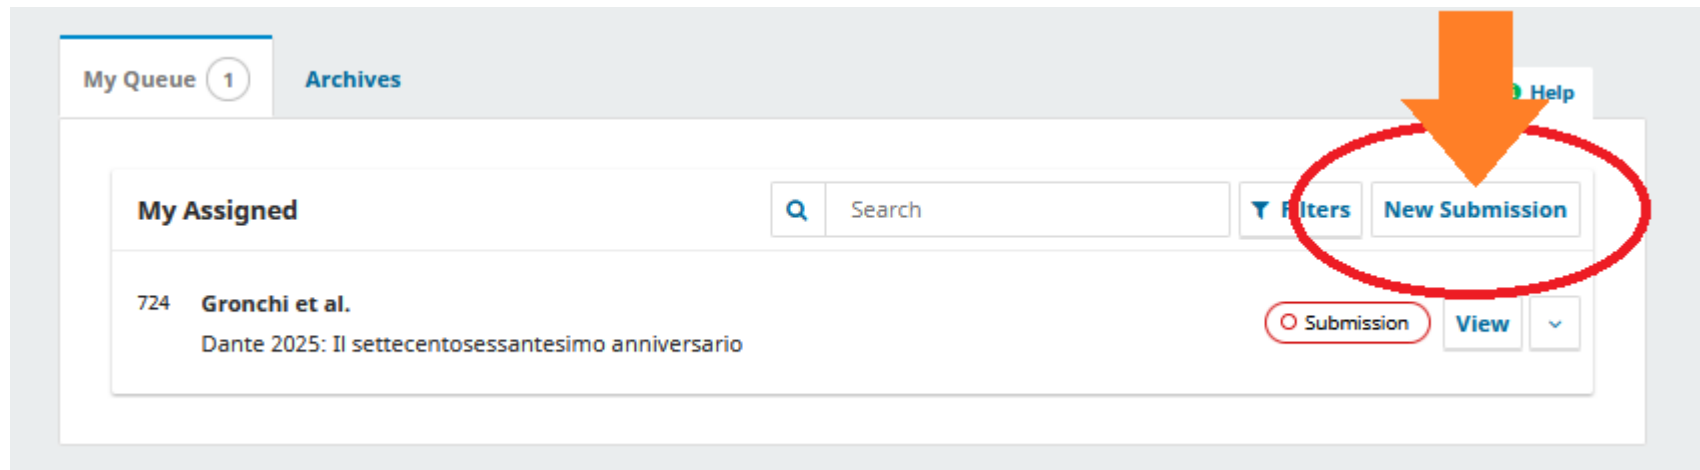 My Queue 1 Archives
Help
My Assigned Search Filters New Submission
724 Gronchi et al. Submission View
Dante 2025: Il settecentosessantesimo anniversario